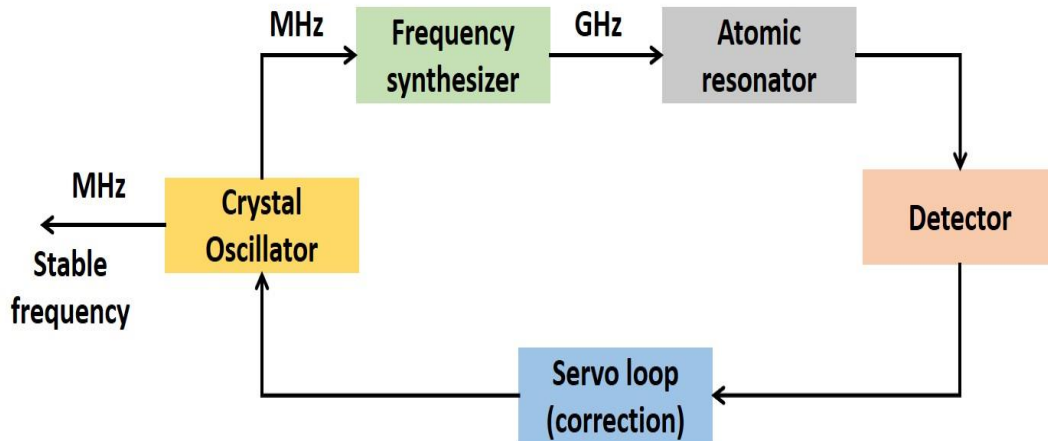 MHz
Frequency
synthesizer
GHz
Atomic
resonator
MHz
Stable
frequency
Crystal
Oscillator
Detector
Servo loop
(correction)